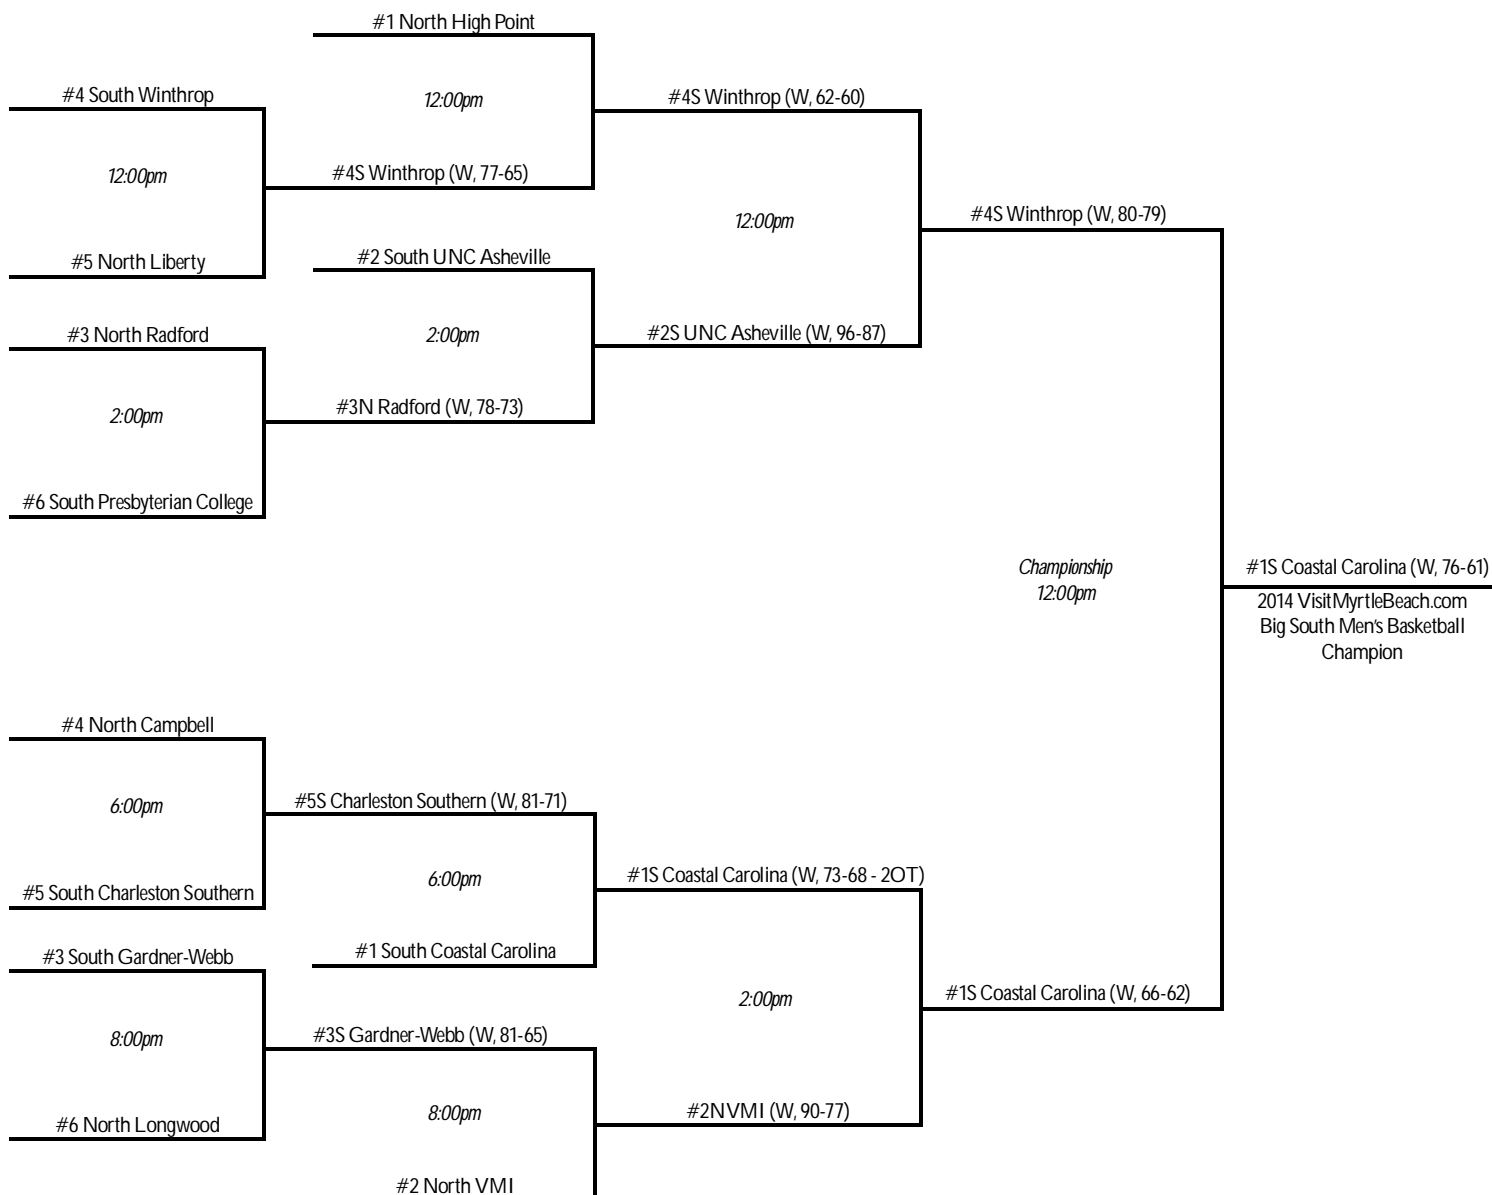 #1 North High Point
#4 South Winthrop
12:00pm
#4S Winthrop (W, 62-60)
12:00pm
#4S Winthrop (W, 77-65)
#5 North Liberty
12:00pm
#4S Winthrop (W, 80-79)
#2 South UNC Asheville
#3 North Radford
2:00pm
#2S UNC Asheville (W, 96-87)
2:00pm
#3N Radford (W, 78-73)
#6 South Presbyterian College
Championship
12:00pm
#1S Coastal Carolina (W, 76-61)
2014 VisitMyrtleBeach.com
Big South Men's Basketball
Champion
#4 North Campbell
6:00pm
#5S Charleston Southern (W, 81-71)
#5 South Charleston Southern
6:00pm
#1S Coastal Carolina (W, 73-68 - 2OT)
#1 South Coastal Carolina
#3 South Gardner-Webb
2:00pm
#1S Coastal Carolina (W, 66-62)
8:00pm
#3S Gardner-Webb (W, 81-65)
#6 North Longwood
8:00pm
#2N VMI (W, 90-77)
#2 North VMI